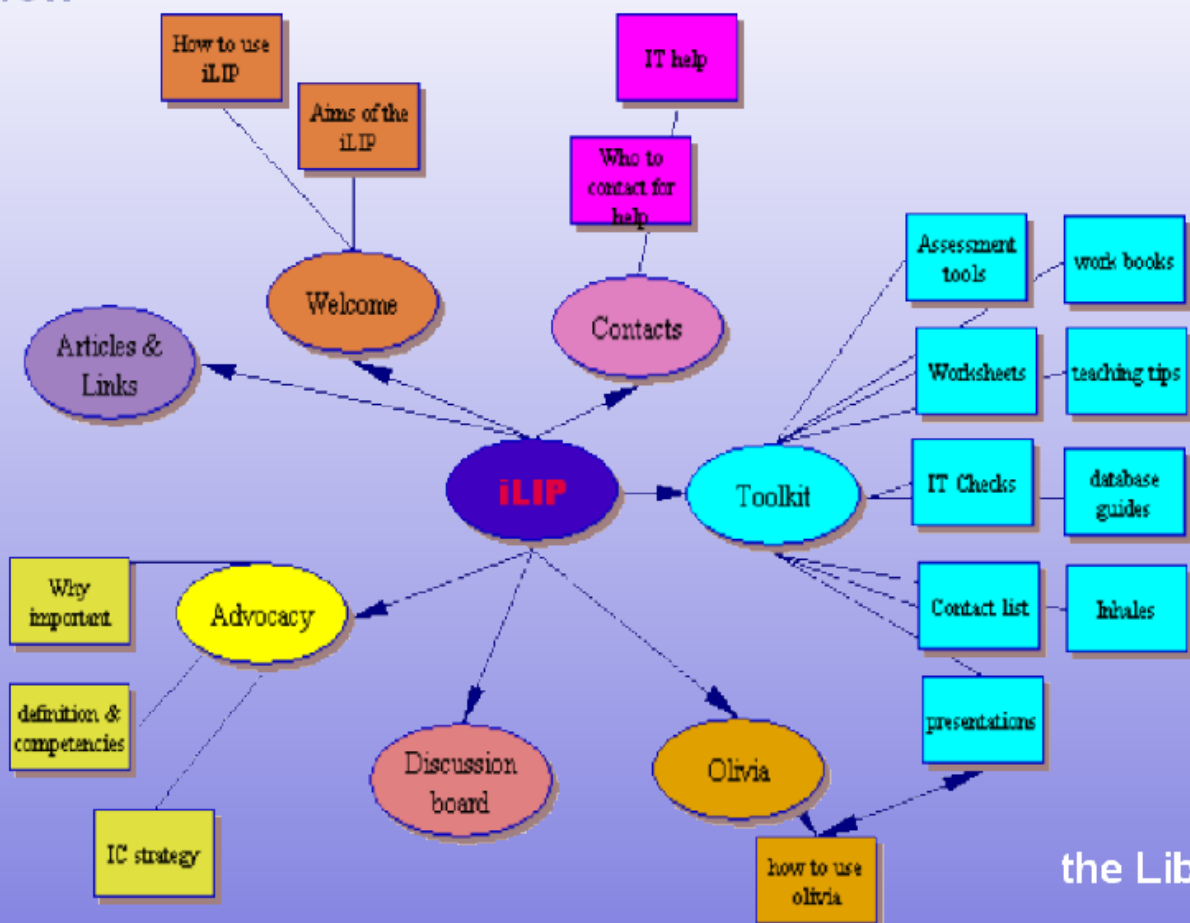 How to use
iLIP
Aims of the
iLIP
IT help
Who to
contact for
help
Assessment
tools
work books
Welcome
Contacts
Articles &
Links
Worksheets
teaching tips
iLIP
Toolkit
IT Checks
database
guides
Why
important
Advocacy
Contact list
Inhales
definition &
competencies
presentations
Discussion
board
Olivia
IC strategy
how to use
olivia
the Lib